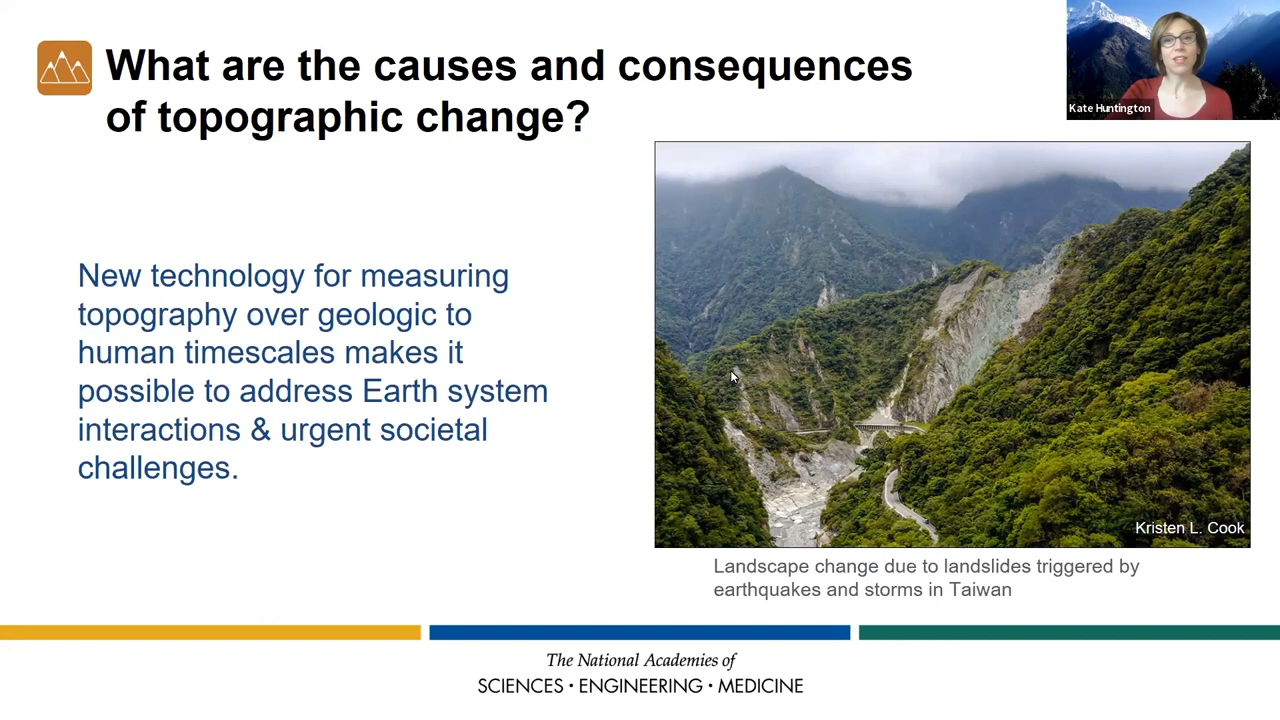 What are the causes and consequences
of topographic change?
Kate Huntington
New technology for measuring
topography over geologic to
human timescales makes it
possible to address Earth system
interactions & urgent societal
challenges.
Kristen L. Cook
Landscape change due to landslides triggered by
earthquakes and storms in Taiwan
The National Academies of
SCIENCES · ENGINEERING · MEDICINE